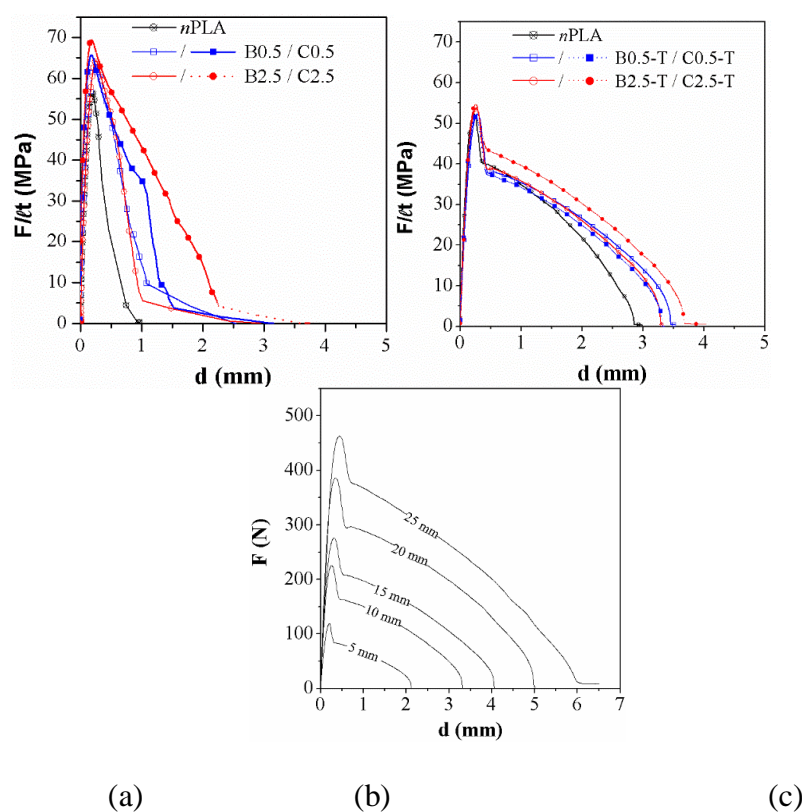 nPLA
/ B0.5 / C0.5
/ B2.5 / C2.5
70
60
50
40
30
20
10
0
F/ℓt (MPa)
0 1 2 3 4 5
d (mm)
nPLA
/ B0.5-T / C0.5-T
/ B2.5-T / C2.5-T
70
60
50
40
30
20
10
0
F/ℓt (MPa)
0 1 2 3 4 5
d (mm)
500
400
300
200
100
0
F (N)
25 mm
20 mm
15 mm
10 mm
5 mm
0 1 2 3 4 5 6 7
d (mm)
(a) (b) (c)